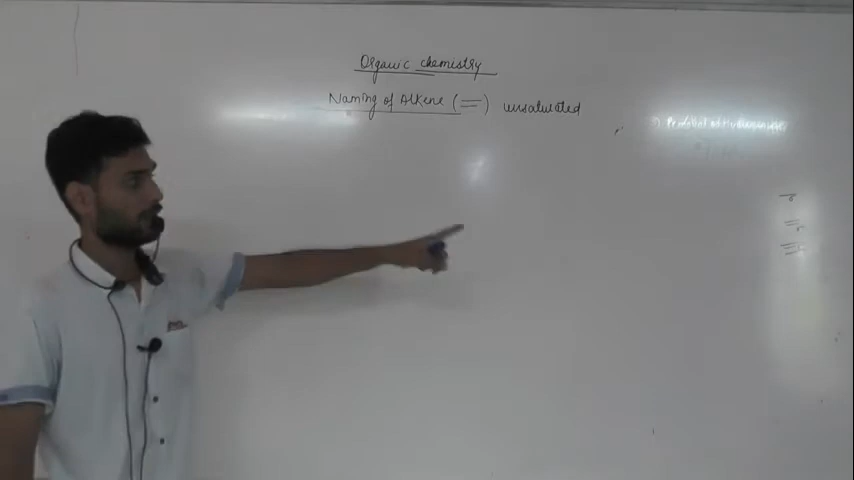 Organic chemistry
Naming of Alkene (=) unsaturated